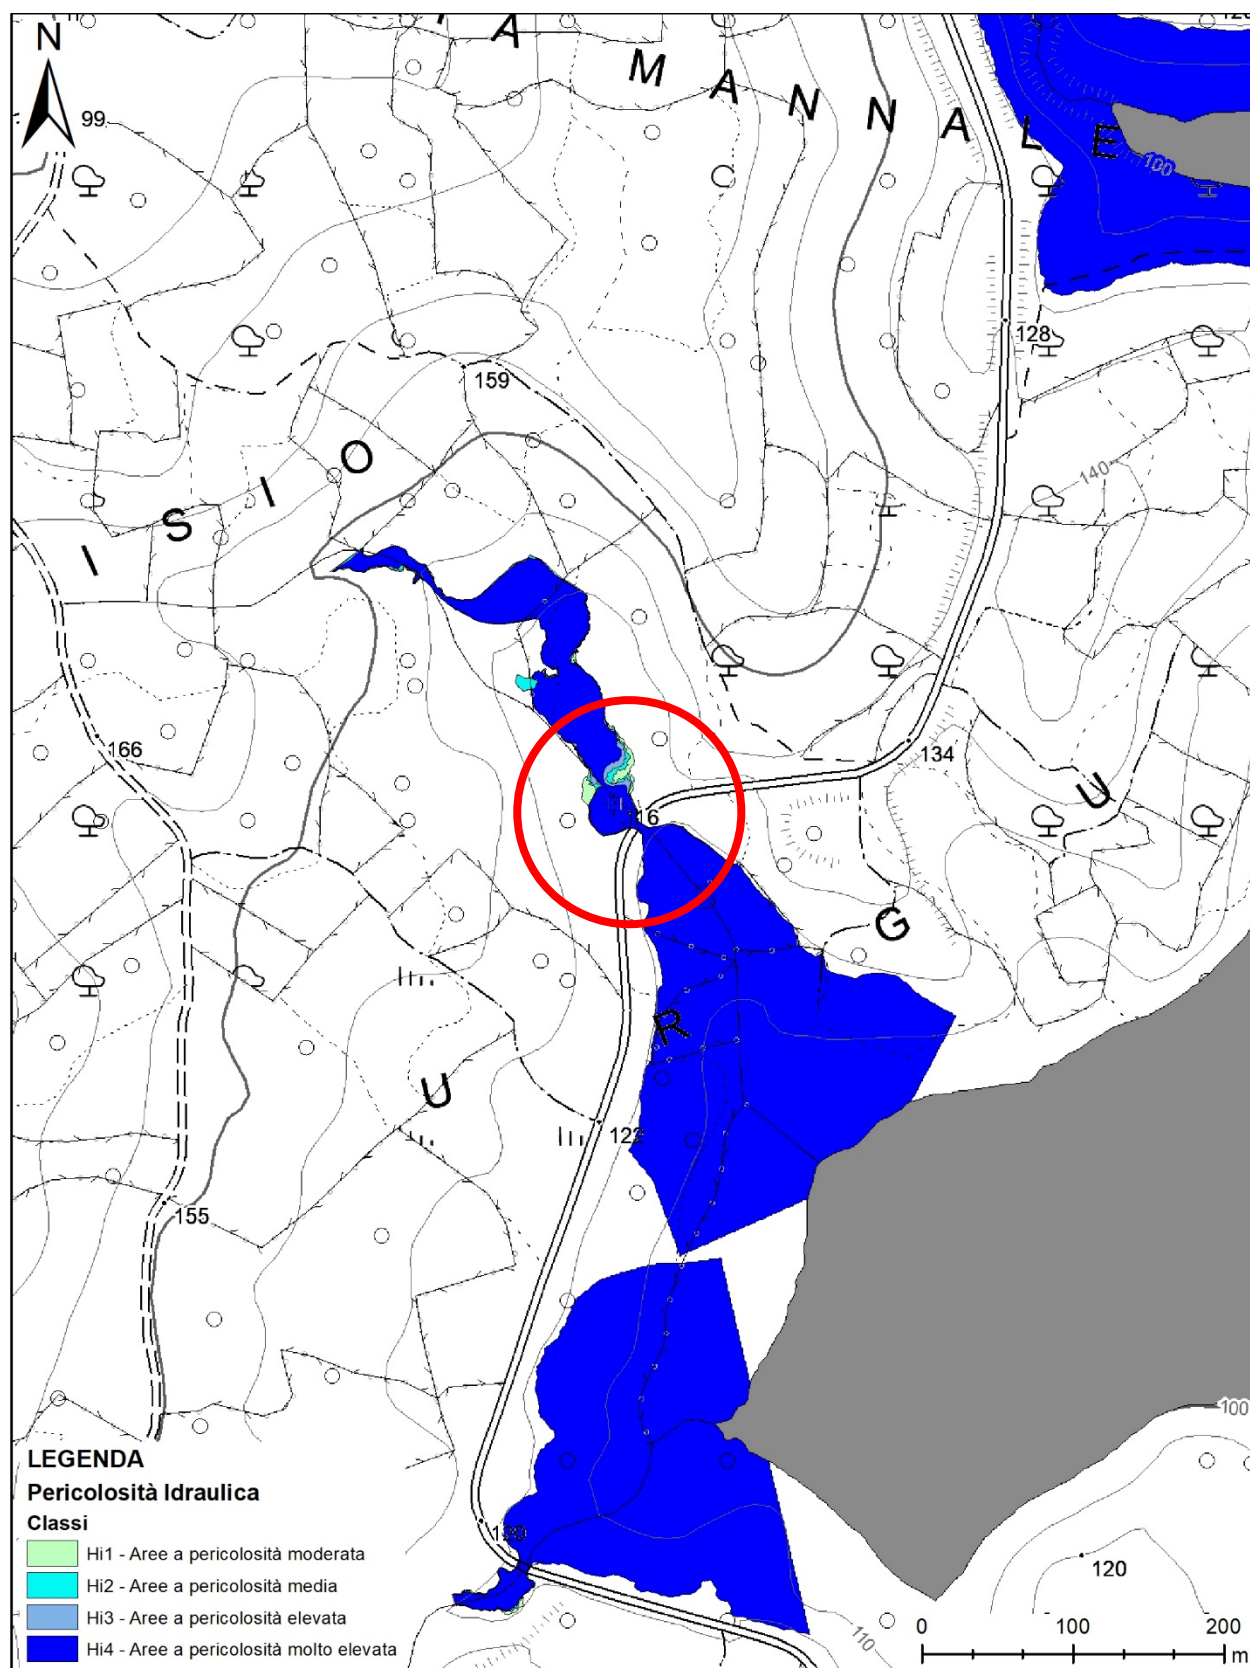 N
99
A
M A N N A L E
100
128
159
140
I S I O
166
134
116
U R G U
122
155
100
120
120
110
LEGENDA
Pericolosità Idraulica
Classi
Hi1 - Aree a pericolosità moderata
Hi2 - Aree a pericolosità media
Hi3 - Aree a pericolosità elevata
Hi4 - Aree a pericolosità molto elevata
0 100 200
m